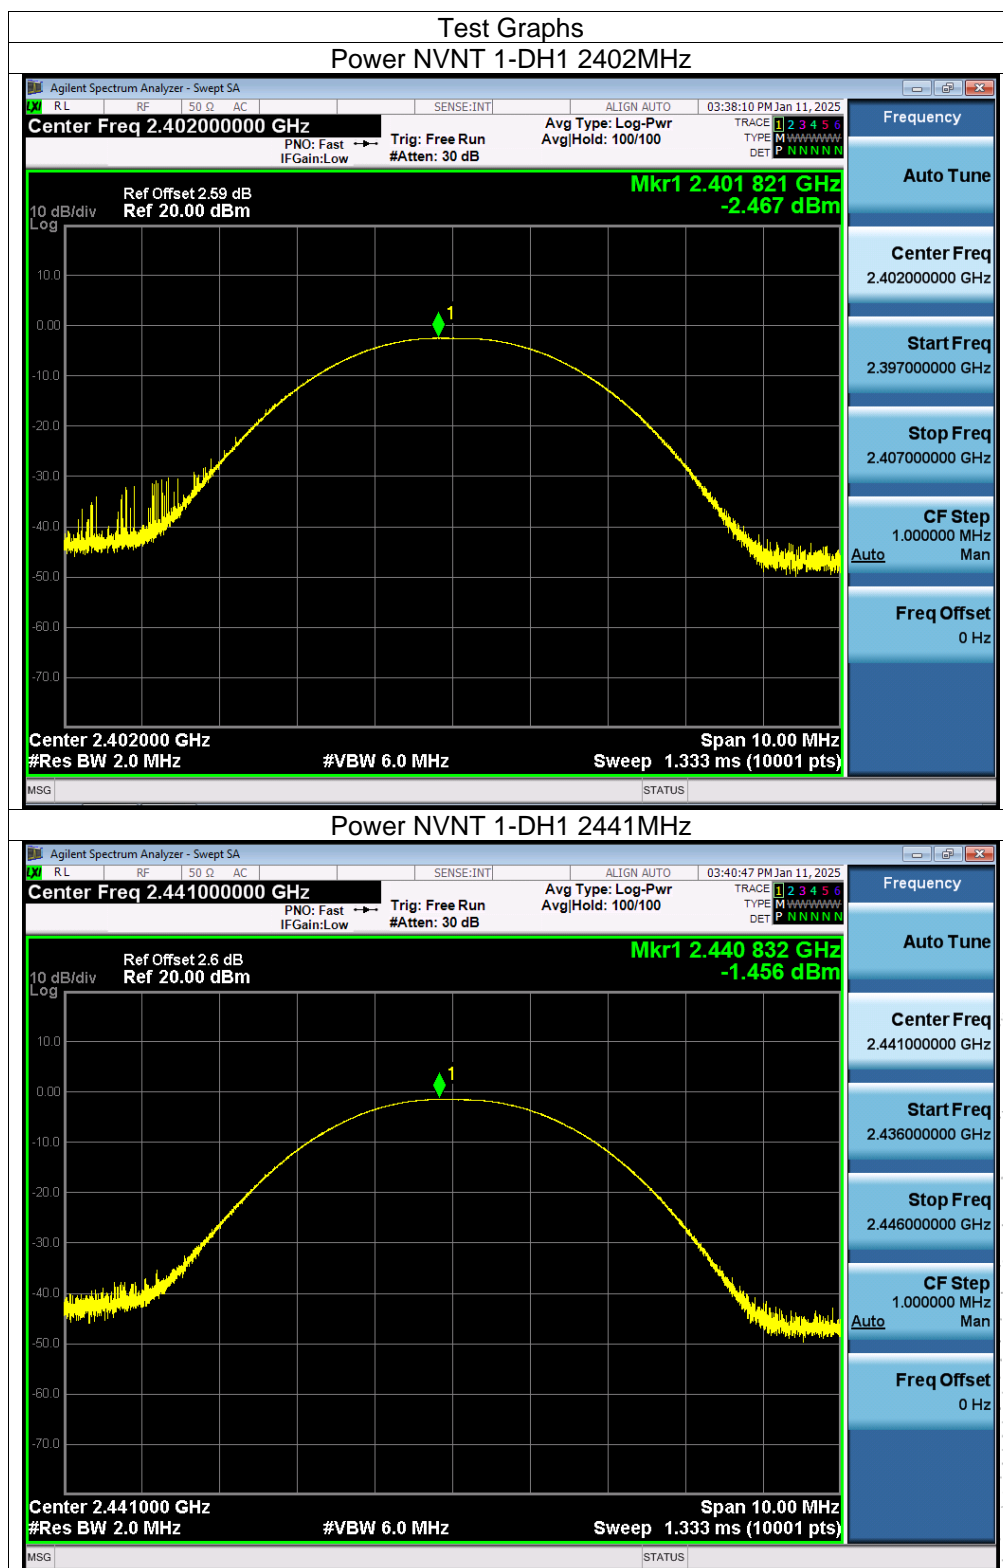 Test Graphs
Power NVNT 1-DH1 2402MHz
Agilent Spectrum Analyzer - Swept SA
LXI RL RF 50 Ω AC SENSE:INT ALIGN AUTO 03:38:10 PM Jan 11, 2025
Center Freq 2.402000000 GHz
PNO: Fast
IFGain:Low
Trig: Free Run
#Atten: 30 dB
Avg Type: Log-Pwr
Avg|Hold: 100/100
TRACE 1 2 3 4 5 6
TYPE M W W W W W
DET P N N N N N
Frequency
Auto Tune
Center Freq
2.402000000 GHz
Start Freq
2.397000000 GHz
Stop Freq
2.407000000 GHz
CF Step
1.000000 MHz
Auto Man
Freq Offset
0 Hz
Mkr1 2.401 821 GHz
-2.467 dBm
Ref Offset 2.59 dB
10 dB/div Ref 20.00 dBm
Log
1
10.0
0.00
-10.0
-20.0
-30.0
-40.0
-50.0
-60.0
-70.0
Center 2.402000 GHz Span 10.00 MHz
#Res BW 2.0 MHz #VBW 6.0 MHz Sweep 1.333 ms (10001 pts)
MSG STATUS
Power NVNT 1-DH1 2441MHz
Agilent Spectrum Analyzer - Swept SA
LXI RL RF 50 Ω AC SENSE:INT ALIGN AUTO 03:40:47 PM Jan 11, 2025
Center Freq 2.441000000 GHz
PNO: Fast
IFGain:Low
Trig: Free Run
#Atten: 30 dB
Avg Type: Log-Pwr
Avg|Hold: 100/100
TRACE 1 2 3 4 5 6
TYPE M W W W W W
DET P N N N N N
Frequency
Auto Tune
Center Freq
2.441000000 GHz
Start Freq
2.436000000 GHz
Stop Freq
2.446000000 GHz
CF Step
1.000000 MHz
Auto Man
Freq Offset
0 Hz
Mkr1 2.440 832 GHz
-1.456 dBm
Ref Offset 2.6 dB
10 dB/div Ref 20.00 dBm
Log
1
10.0
0.00
-10.0
-20.0
-30.0
-40.0
-50.0
-60.0
-70.0
Center 2.441000 GHz Span 10.00 MHz
#Res BW 2.0 MHz #VBW 6.0 MHz Sweep 1.333 ms (10001 pts)
MSG STATUS